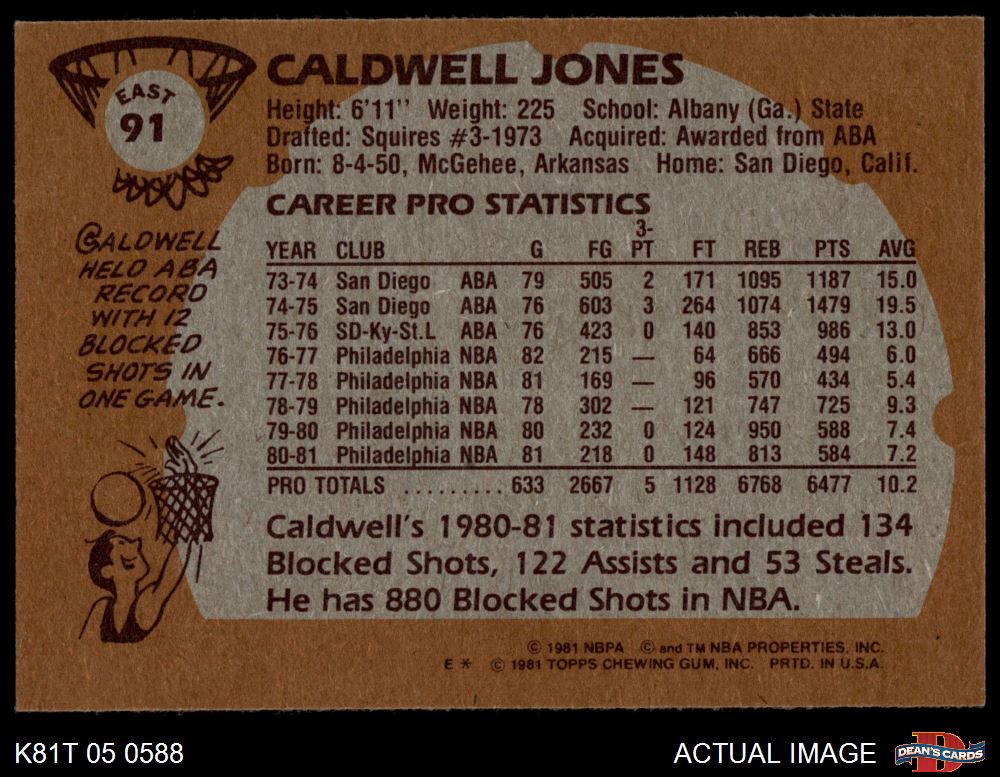 EAST
91
CALDWELL JONES
Height: 6'11'' Weight: 225 School: Albany (Ga.) State
Drafted: Squires #3-1973 Acquired: Awarded from ABA
Born: 8-4-50, McGehee, Arkansas Home: San Diego, Calif.
CALDWELL
HELD ABA
RECORD
WITH 12
BLOCKED
SHOTS IN
ONE GAME.
CAREER PRO STATISTICS
YEAR CLUB G FG 3-PT FT REB PTS AVG
73-74 San Diego ABA 79 505 2 171 1095 1187 15.0
74-75 San Diego ABA 76 603 3 264 1074 1479 19.5
75-76 SD-Ky-St.L ABA 76 423 0 140 853 986 13.0
76-77 Philadelphia NBA 82 215 — 64 666 494 6.0
77-78 Philadelphia NBA 81 169 — 96 570 434 5.4
78-79 Philadelphia NBA 78 302 — 121 747 725 9.3
79-80 Philadelphia NBA 80 232 0 124 950 588 7.4
80-81 Philadelphia NBA 81 218 0 148 813 584 7.2
PRO TOTALS .......... 633 2667 5 1128 6768 6477 10.2
Caldwell's 1980-81 statistics included 134
Blocked Shots, 122 Assists and 53 Steals.
He has 880 Blocked Shots in NBA.
© 1981 NBPA © and TM NBA PROPERTIES, INC.
E * © 1981 TOPPS CHEWING GUM, INC. PRTD. IN U.S.A.
K81T 05 0588
ACTUAL IMAGE
D
DEAN'S CARDS